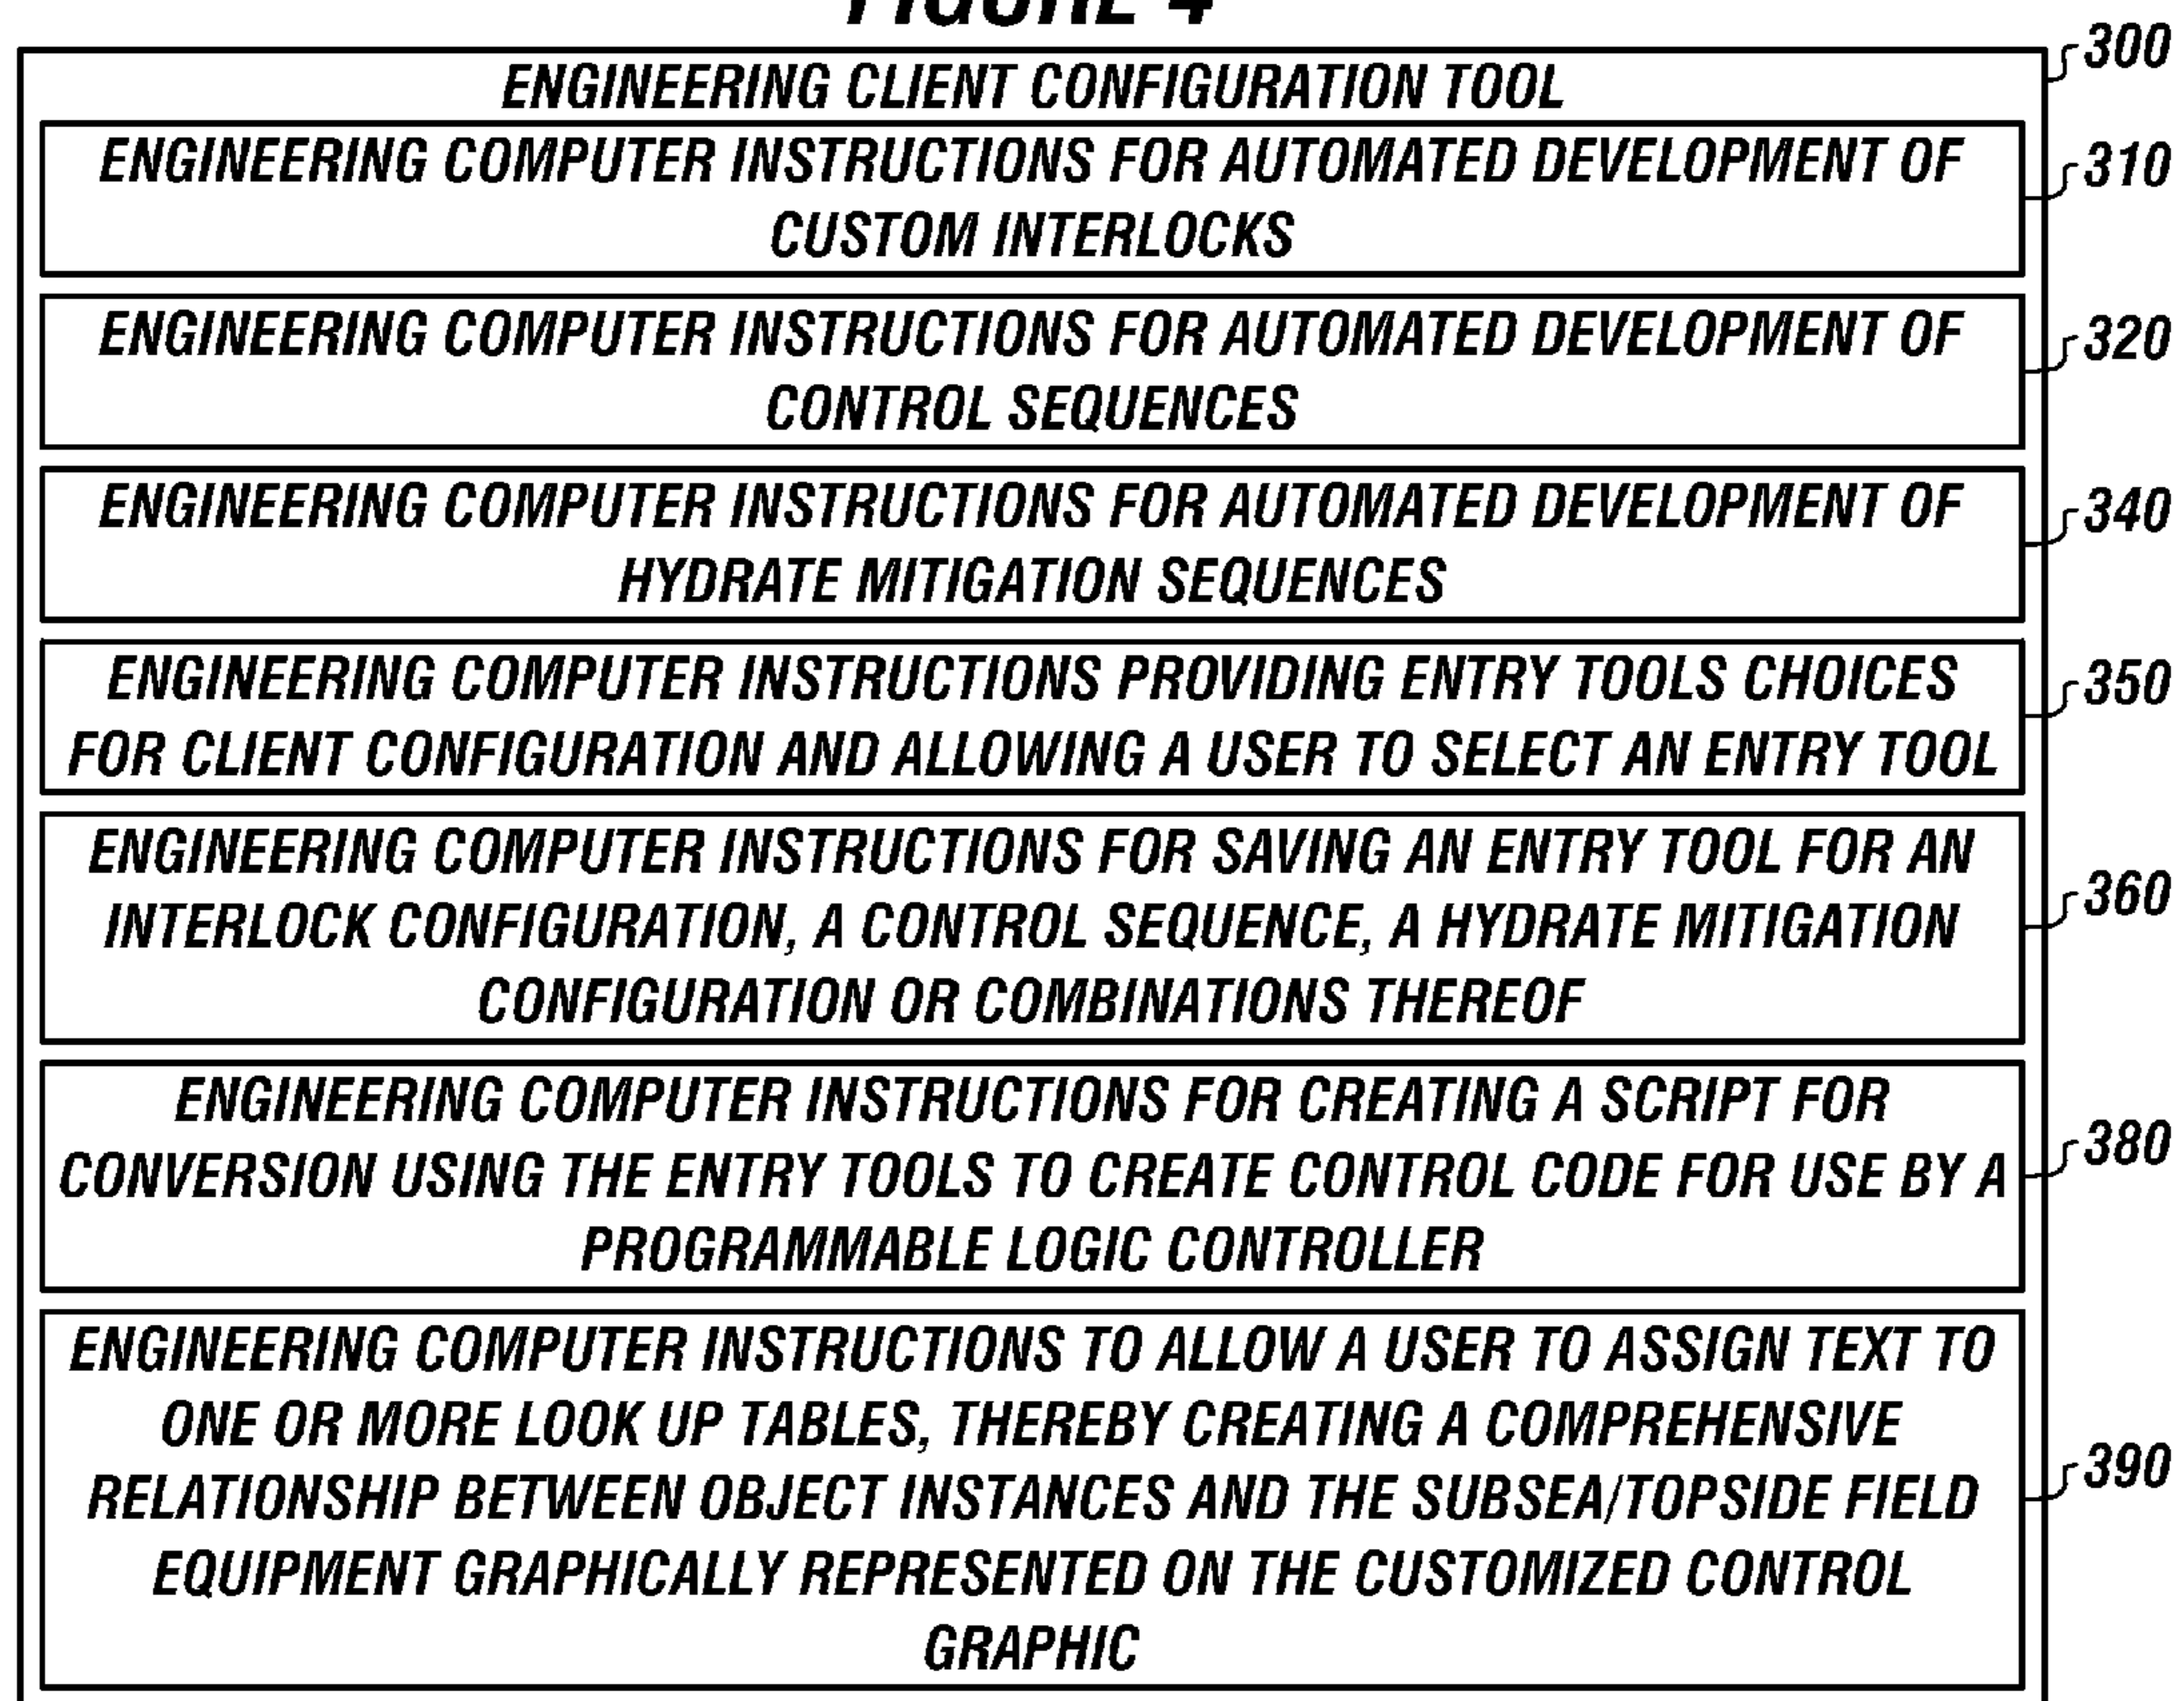 FIGURE 4
300
ENGINEERING CLIENT CONFIGURATION TOOL
ENGINEERING COMPUTER INSTRUCTIONS FOR AUTOMATED DEVELOPMENT OF
CUSTOM INTERLOCKS
310
ENGINEERING COMPUTER INSTRUCTIONS FOR AUTOMATED DEVELOPMENT OF
CONTROL SEQUENCES
320
ENGINEERING COMPUTER INSTRUCTIONS FOR AUTOMATED DEVELOPMENT OF
HYDRATE MITIGATION SEQUENCES
340
ENGINEERING COMPUTER INSTRUCTIONS PROVIDING ENTRY TOOLS CHOICES
FOR CLIENT CONFIGURATION AND ALLOWING A USER TO SELECT AN ENTRY TOOL
350
ENGINEERING COMPUTER INSTRUCTIONS FOR SAVING AN ENTRY TOOL FOR AN
INTERLOCK CONFIGURATION, A CONTROL SEQUENCE, A HYDRATE MITIGATION
CONFIGURATION OR COMBINATIONS THEREOF
360
ENGINEERING COMPUTER INSTRUCTIONS FOR CREATING A SCRIPT FOR
CONVERSION USING THE ENTRY TOOLS TO CREATE CONTROL CODE FOR USE BY A
PROGRAMMABLE LOGIC CONTROLLER
380
ENGINEERING COMPUTER INSTRUCTIONS TO ALLOW A USER TO ASSIGN TEXT TO
ONE OR MORE LOOK UP TABLES, THEREBY CREATING A COMPREHENSIVE
RELATIONSHIP BETWEEN OBJECT INSTANCES AND THE SUBSEA/TOPSIDE FIELD
EQUIPMENT GRAPHICALLY REPRESENTED ON THE CUSTOMIZED CONTROL
GRAPHIC
390